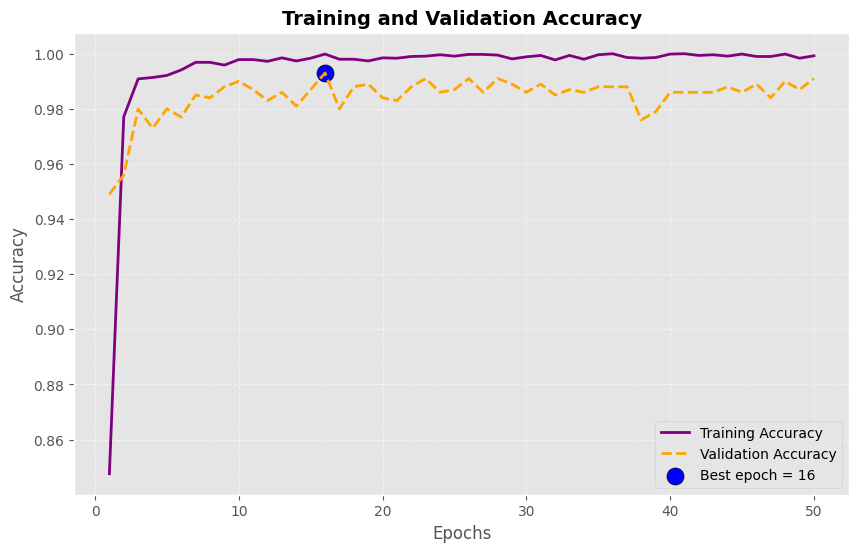 Training and Validation Accuracy
Accuracy
1.00
0.98
0.96
0.94
0.92
0.90
0.88
0.86
0
10
20
30
40
50
Epochs
Training Accuracy
Validation Accuracy
Best epoch = 16